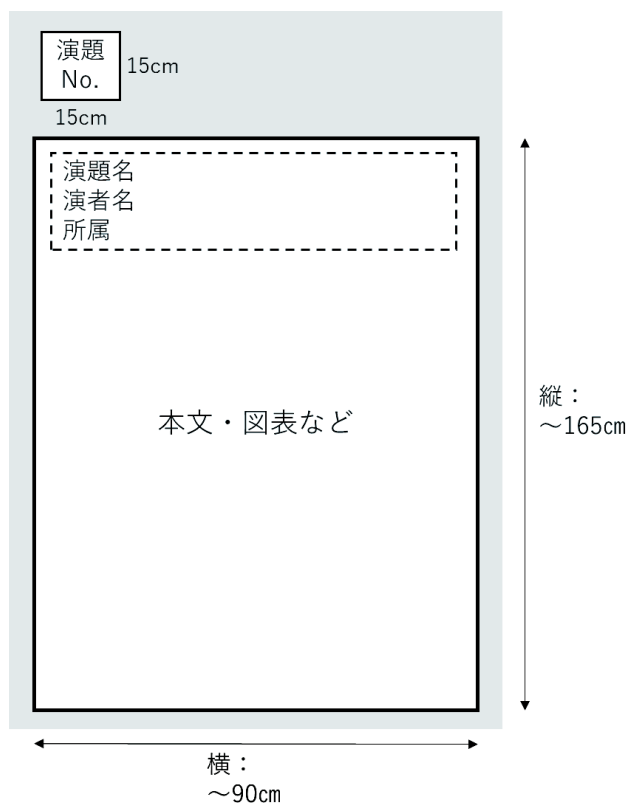 演題
No.
15cm
15cm
演題名
演者名
所属
本文・図表など
縦：
～165㎝
横：
～90㎝